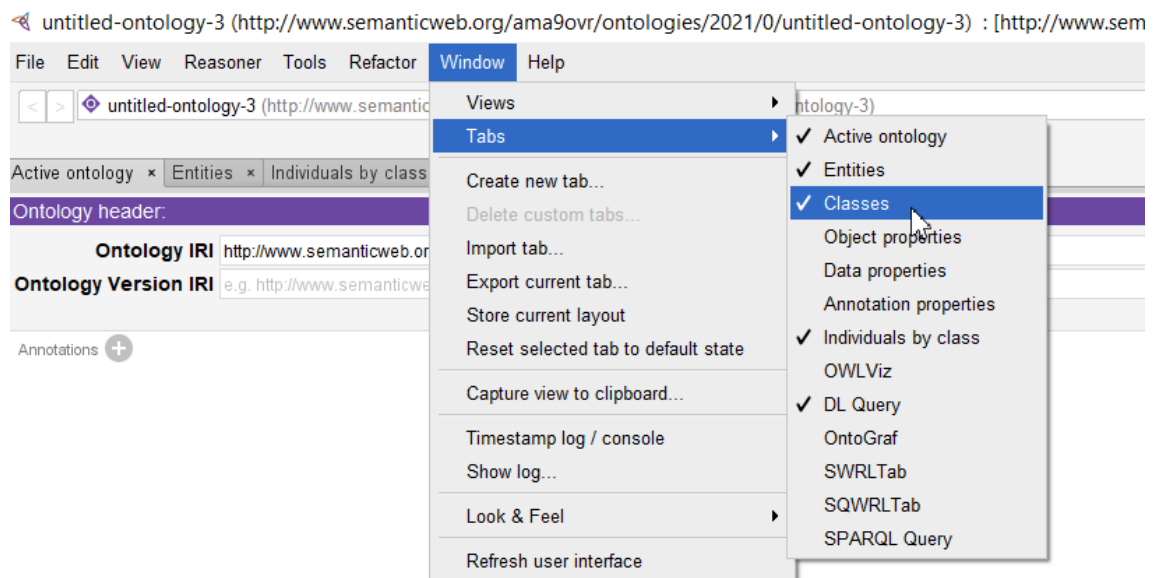 untitled-ontology-3 (http://www.semanticweb.org/ama9ovr/ontologies/2021/0/untitled-ontology-3) : [http://www.sem
File Edit View Reasoner Tools Refactor Window Help
< > untitled-ontology-3 (http://www.semantic ntology-3)
Active ontology × Entities × Individuals by class
Ontology header:
Ontology IRI http://www.semanticweb.or
Ontology Version IRI e.g. http://www.semanticwe
Annotations
Views
Tabs
Create new tab...
Delete custom tabs...
Import tab...
Export current tab...
Store current layout
Reset selected tab to default state
Capture view to clipboard...
Timestamp log / console
Show log...
Look & Feel
Refresh user interface
Active ontology
Entities
Classes
Object properties
Data properties
Annotation properties
Individuals by class
OWLViz
DL Query
OntoGraf
SWRLTab
SQWRLTab
SPARQL Query